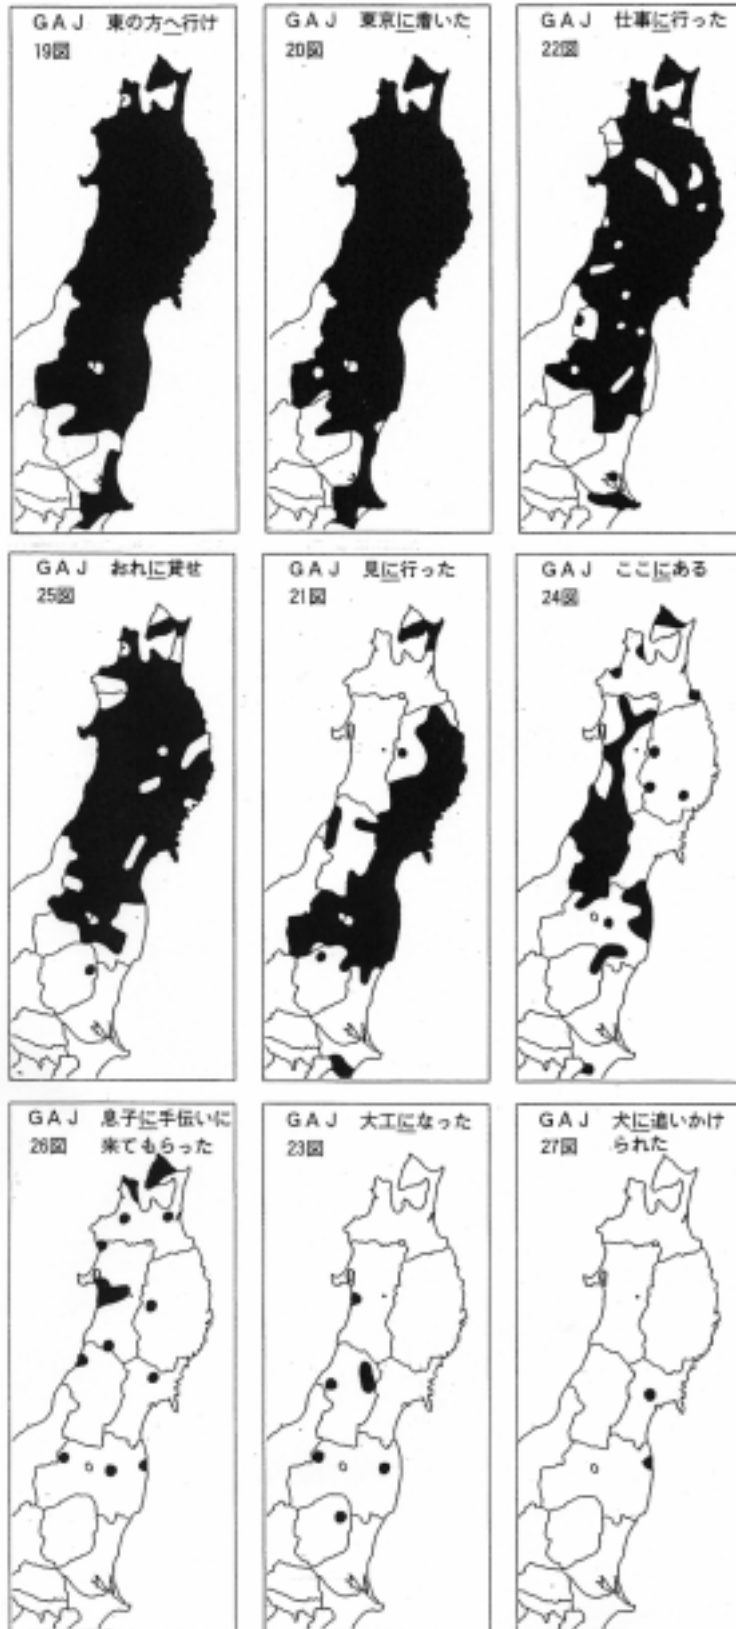 GAJ 東の方へ行け
19図
GAJ 東京に着いた
20図
GAJ 仕事に行った
22図
GAJ おれに貸せ
25図
GAJ 見に行った
21図
GAJ ここにある
24図
GAJ 息子に手伝いに
26図 来てもらった
GAJ 大工になった
23図
GAJ 犬に追いかけ
27図 られた